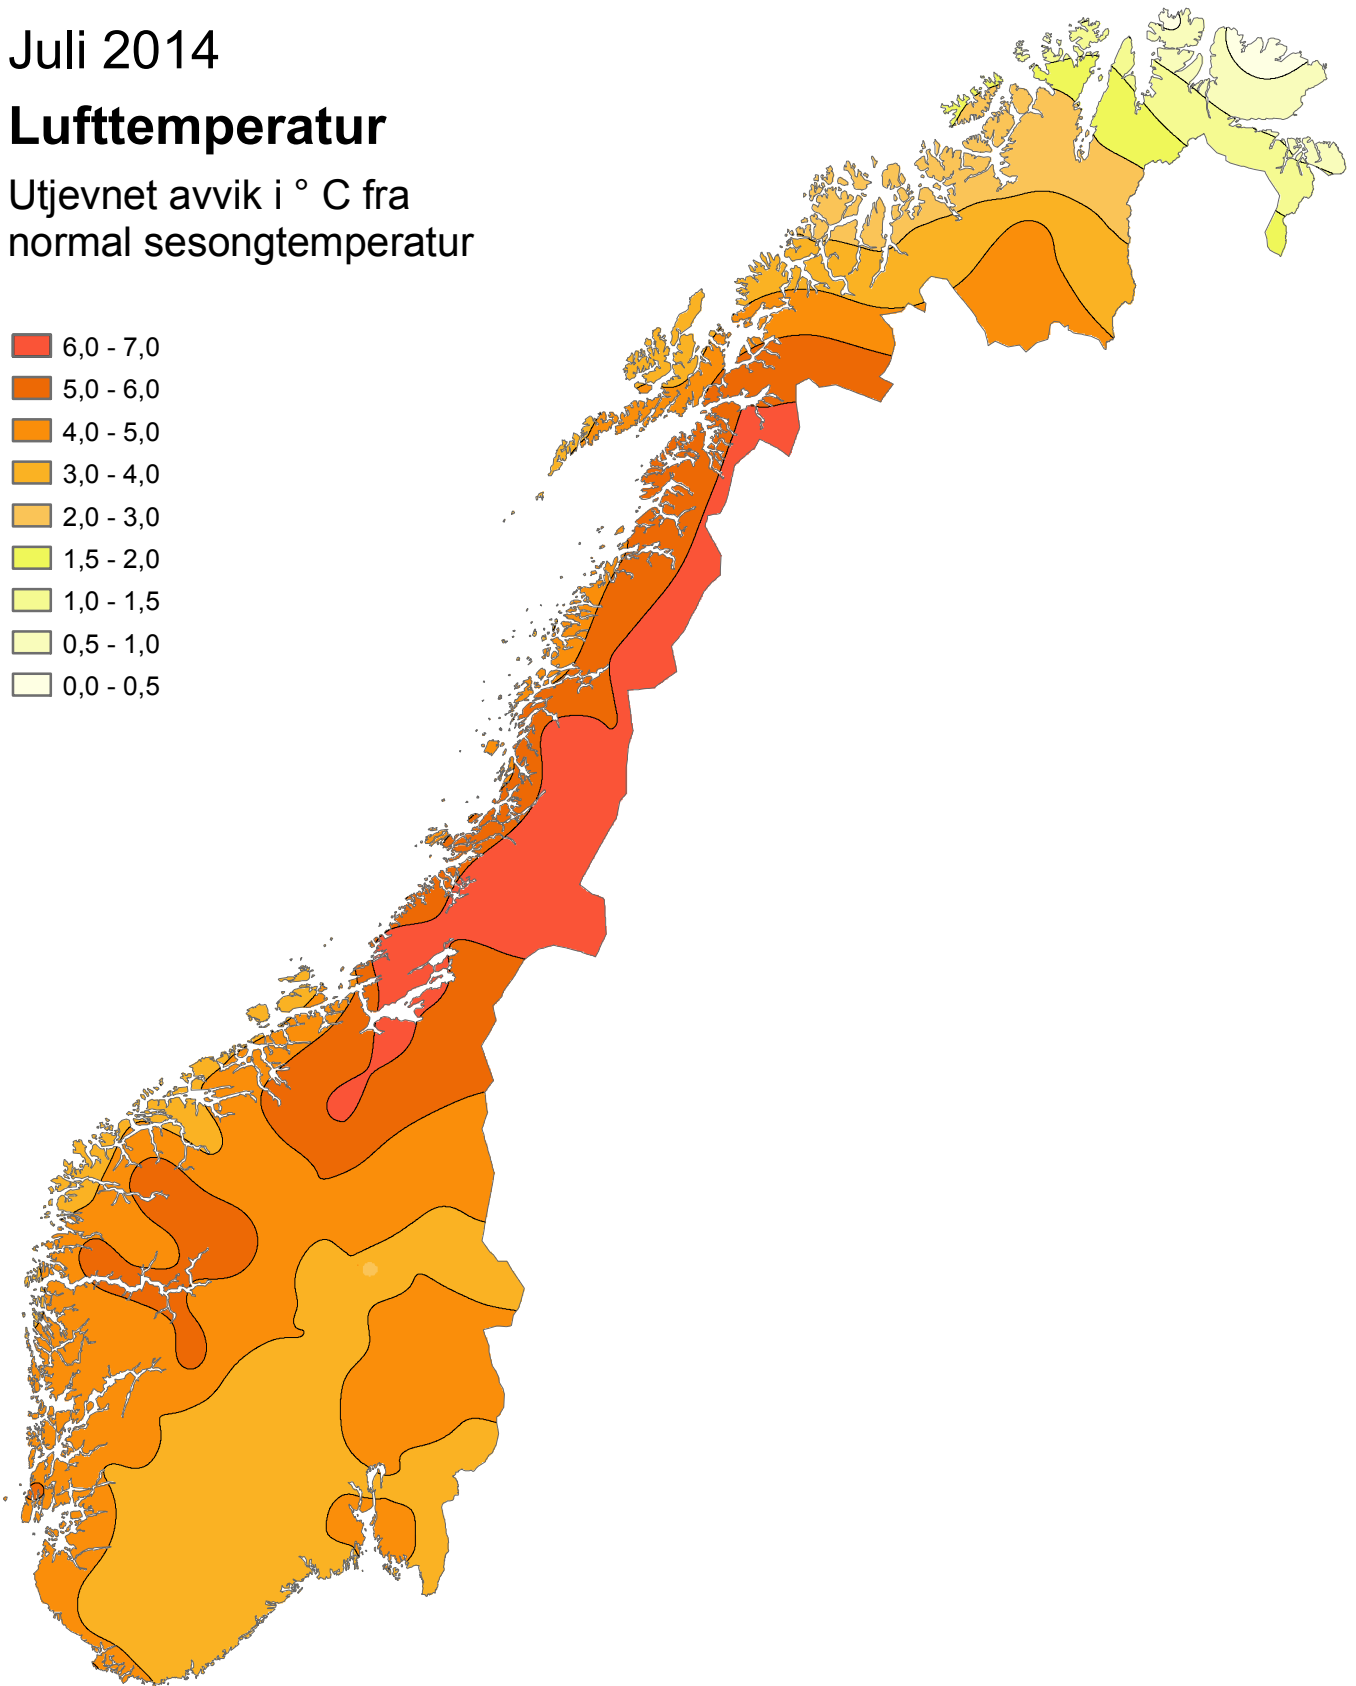 Juli 2014
Lufttemperatur
Utjevnet avvik i ° C fra
normal sesongtemperatur
6,0 - 7,0
5,0 - 6,0
4,0 - 5,0
3,0 - 4,0
2,0 - 3,0
1,5 - 2,0
1,0 - 1,5
0,5 - 1,0
0,0 - 0,5